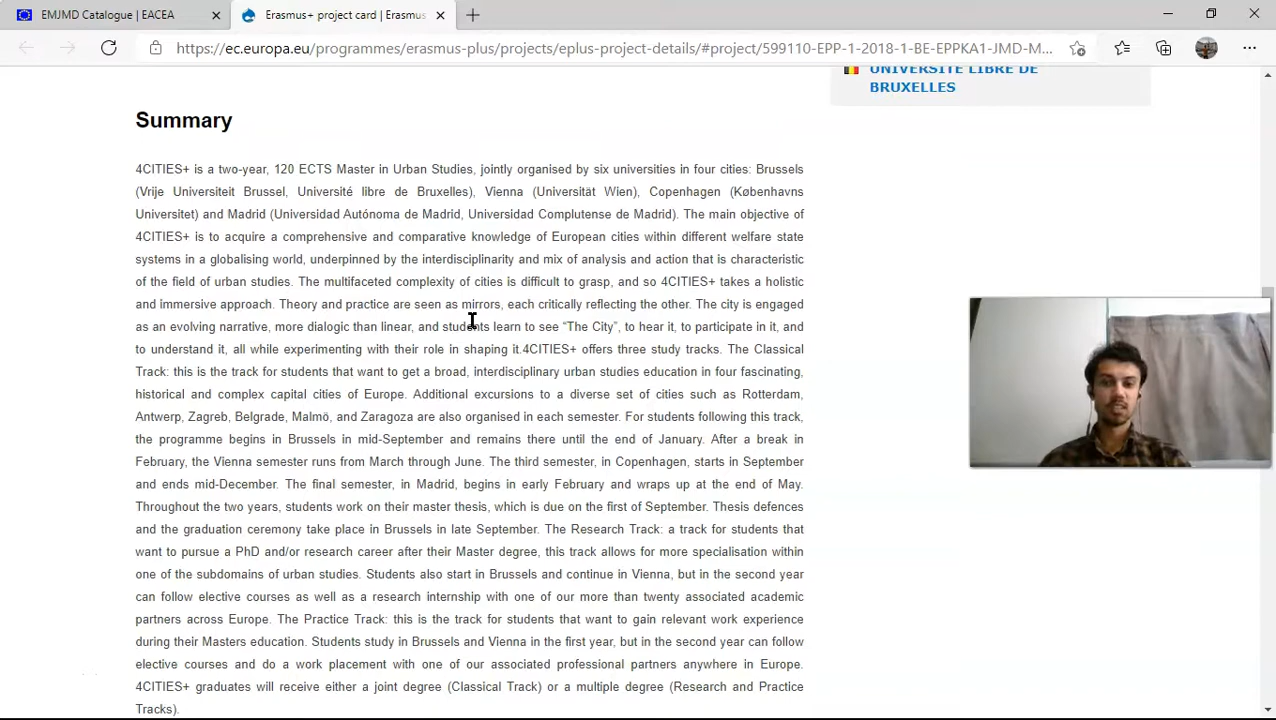 EMJMD Catalogue | EACEA
Erasmus+ project card | Erasmus
https://ec.europa.eu/programmes/erasmus-plus/projects/eplus-project-details/#project/599110-EPP-1-2018-1-BE-EPPKA1-JMD-M...
UNIVERSITE LIBRE DE
BRUXELLES
Summary
4CITIES+ is a two-year, 120 ECTS Master in Urban Studies, jointly organised by six universities in four cities: Brussels
(Vrije Universiteit Brussel, Université libre de Bruxelles), Vienna (Universität Wien), Copenhagen (Københavns
Universitet) and Madrid (Universidad Autónoma de Madrid, Universidad Complutense de Madrid). The main objective of
4CITIES+ is to acquire a comprehensive and comparative knowledge of European cities within different welfare state
systems in a globalising world, underpinned by the interdisciplinarity and mix of analysis and action that is characteristic
of the field of urban studies. The multifaceted complexity of cities is difficult to grasp, and so 4CITIES+ takes a holistic
and immersive approach. Theory and practice are seen as mirrors, each critically reflecting the other. The city is engaged
as an evolving narrative, more dialogic than linear, and students learn to see “The City”, to hear it, to participate in it, and
to understand it, all while experimenting with their role in shaping it.4CITIES+ offers three study tracks. The Classical
Track: this is the track for students that want to get a broad, interdisciplinary urban studies education in four fascinating,
historical and complex capital cities of Europe. Additional excursions to a diverse set of cities such as Rotterdam,
Antwerp, Zagreb, Belgrade, Malmö, and Zaragoza are also organised in each semester. For students following this track,
the programme begins in Brussels in mid-September and remains there until the end of January. After a break in
February, the Vienna semester runs from March through June. The third semester, in Copenhagen, starts in September
and ends mid-December. The final semester, in Madrid, begins in early February and wraps up at the end of May.
Throughout the two years, students work on their master thesis, which is due on the first of September. Thesis defences
and the graduation ceremony take place in Brussels in late September. The Research Track: a track for students that
want to pursue a PhD and/or research career after their Master degree, this track allows for more specialisation within
one of the subdomains of urban studies. Students also start in Brussels and continue in Vienna, but in the second year
can follow elective courses as well as a research internship with one of our more than twenty associated academic
partners across Europe. The Practice Track: this is the track for students that want to gain relevant work experience
during their Masters education. Students study in Brussels and Vienna in the first year, but in the second year can follow
elective courses and do a work placement with one of our associated professional partners anywhere in Europe.
4CITIES+ graduates will receive either a joint degree (Classical Track) or a multiple degree (Research and Practice
Tracks).